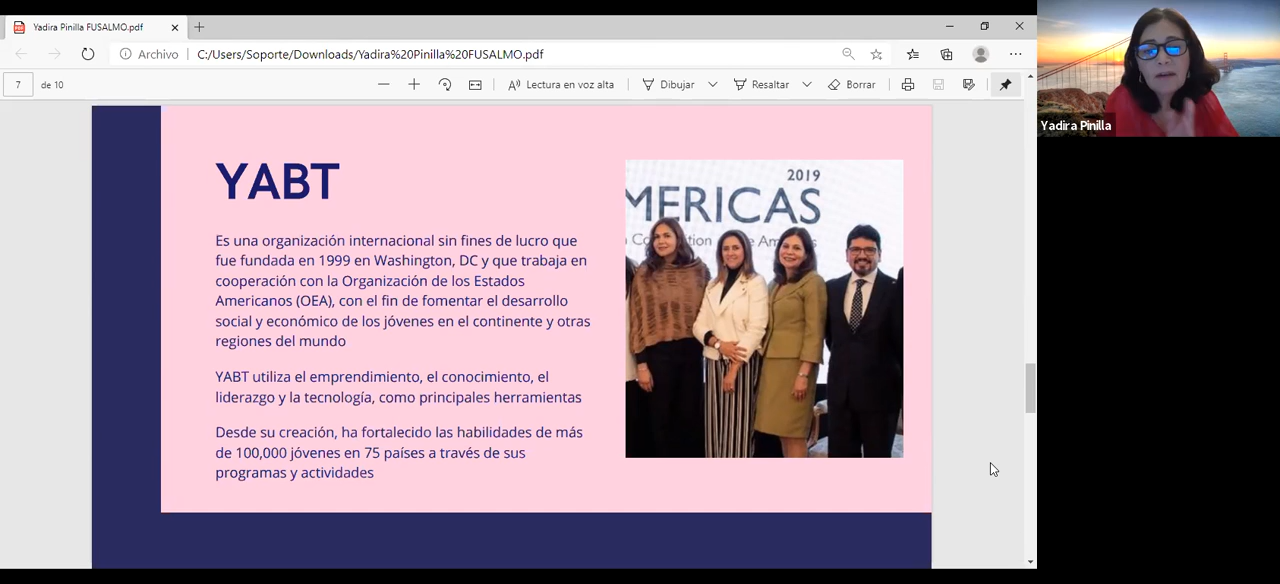 Yadira Pinilla FUSALMO.pdf
Archivo
C:/Users/Soporte/Downloads/Yadira%20Pinilla%20FUSALMO.pdf
7 de 10
Lectura en voz alta
Dibujar
Resaltar
Borrar
Yadira Pinilla
YABT
Es una organización internacional sin fines de lucro que
fue fundada en 1999 en Washington, DC y que trabaja en
cooperación con la Organización de los Estados
Americanos (OEA), con el fin de fomentar el desarrollo
social y económico de los jóvenes en el continente y otras
regiones del mundo
YABT utiliza el emprendimiento, el conocimiento, el
liderazgo y la tecnología, como principales herramientas
Desde su creación, ha fortalecido las habilidades de más
de 100,000 jóvenes en 75 países a través de sus
programas y actividades
2019
MERICAS